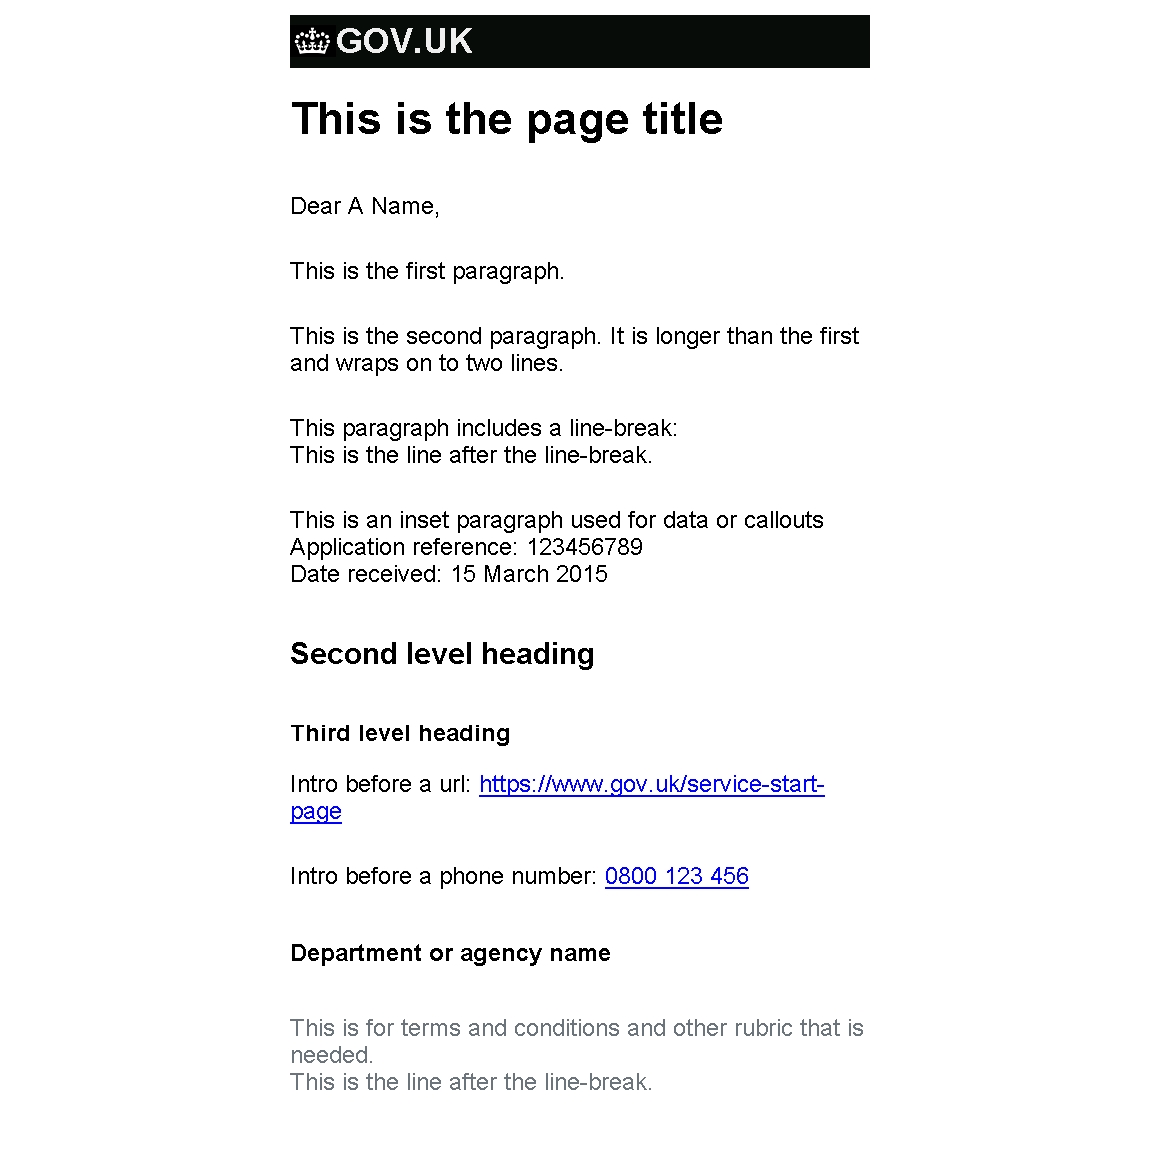 GOV.UK
This is the page title
Dear A Name,
This is the first paragraph.
This is the second paragraph. It is longer than the first
and wraps on to two lines.
This paragraph includes a line-break:
This is the line after the line-break.
This is an inset paragraph used for data or callouts
Application reference: 123456789
Date received: 15 March 2015
Second level heading
Third level heading
Intro before a url: https://www.gov.uk/service-start-
page
Intro before a phone number: 0800 123 456
Department or agency name
This is for terms and conditions and other rubric that is
needed.
This is the line after the line-break.